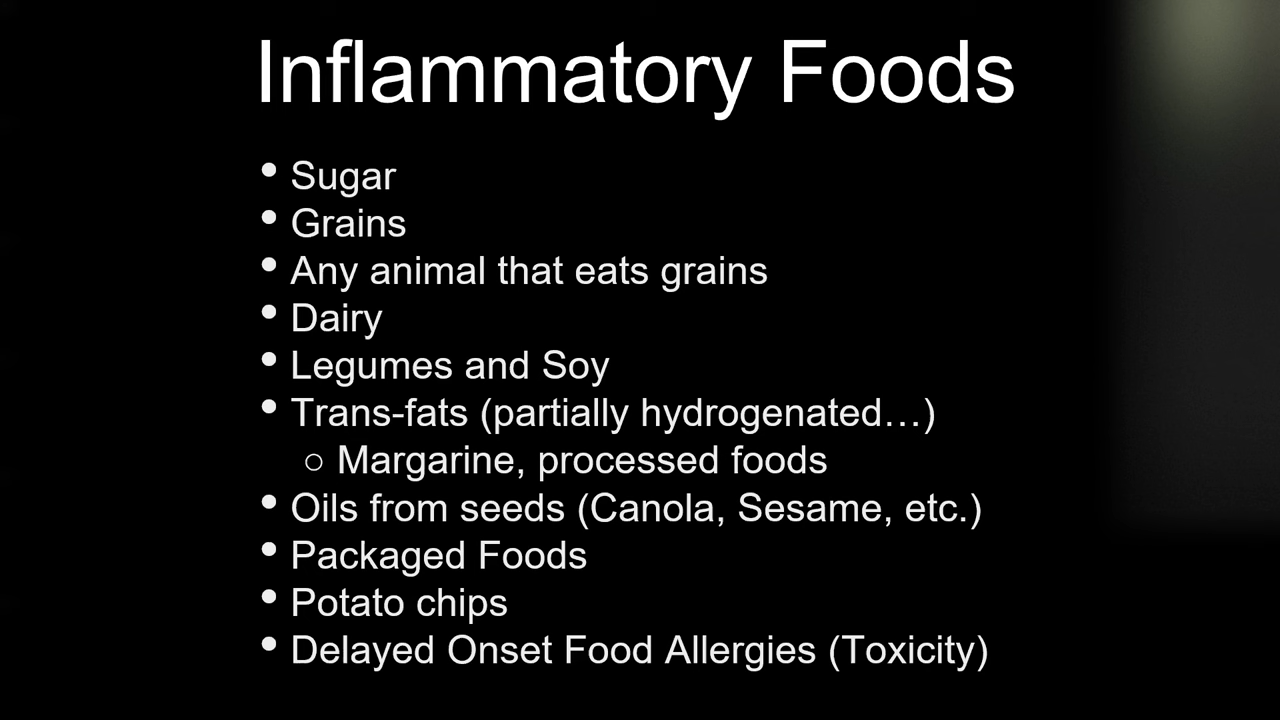 Inflammatory Foods
• Sugar
• Grains
• Any animal that eats grains
• Dairy
• Legumes and Soy
• Trans-fats (partially hydrogenated…)
○ Margarine, processed foods
• Oils from seeds (Canola, Sesame, etc.)
• Packaged Foods
• Potato chips
• Delayed Onset Food Allergies (Toxicity)